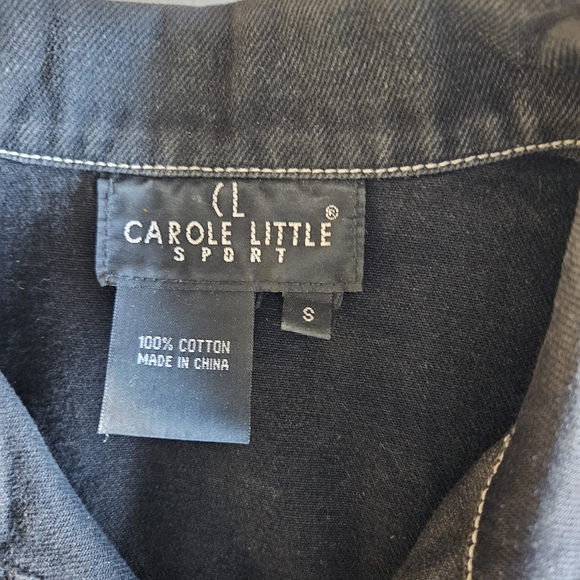 CL
CAROLE LITTLE®
SPORT
S
100% COTTON
MADE IN CHINA